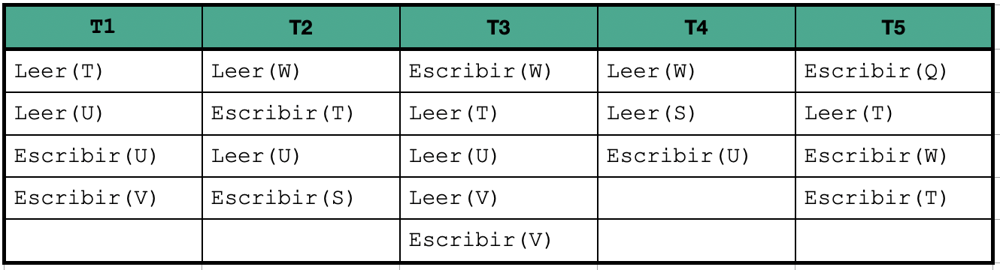 T1 T2 T3 T4 T5
Leer(T) Leer(W) Escribir(W) Leer(W) Escribir(Q)
Leer(U) Escribir(T) Leer(T) Leer(S) Leer(T)
Escribir(U) Leer(U) Leer(U) Escribir(U) Escribir(W)
Escribir(V) Escribir(S) Leer(V) Escribir(T)
Escribir(V)